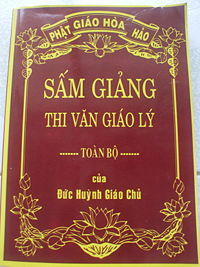 PHẬT GIÁO HÒA HẢO
SẤM GIẢNG
THI VĂN GIÁO LÝ
------- TOÀN BỘ -------
của
Đức Huỳnh Giáo Chủ